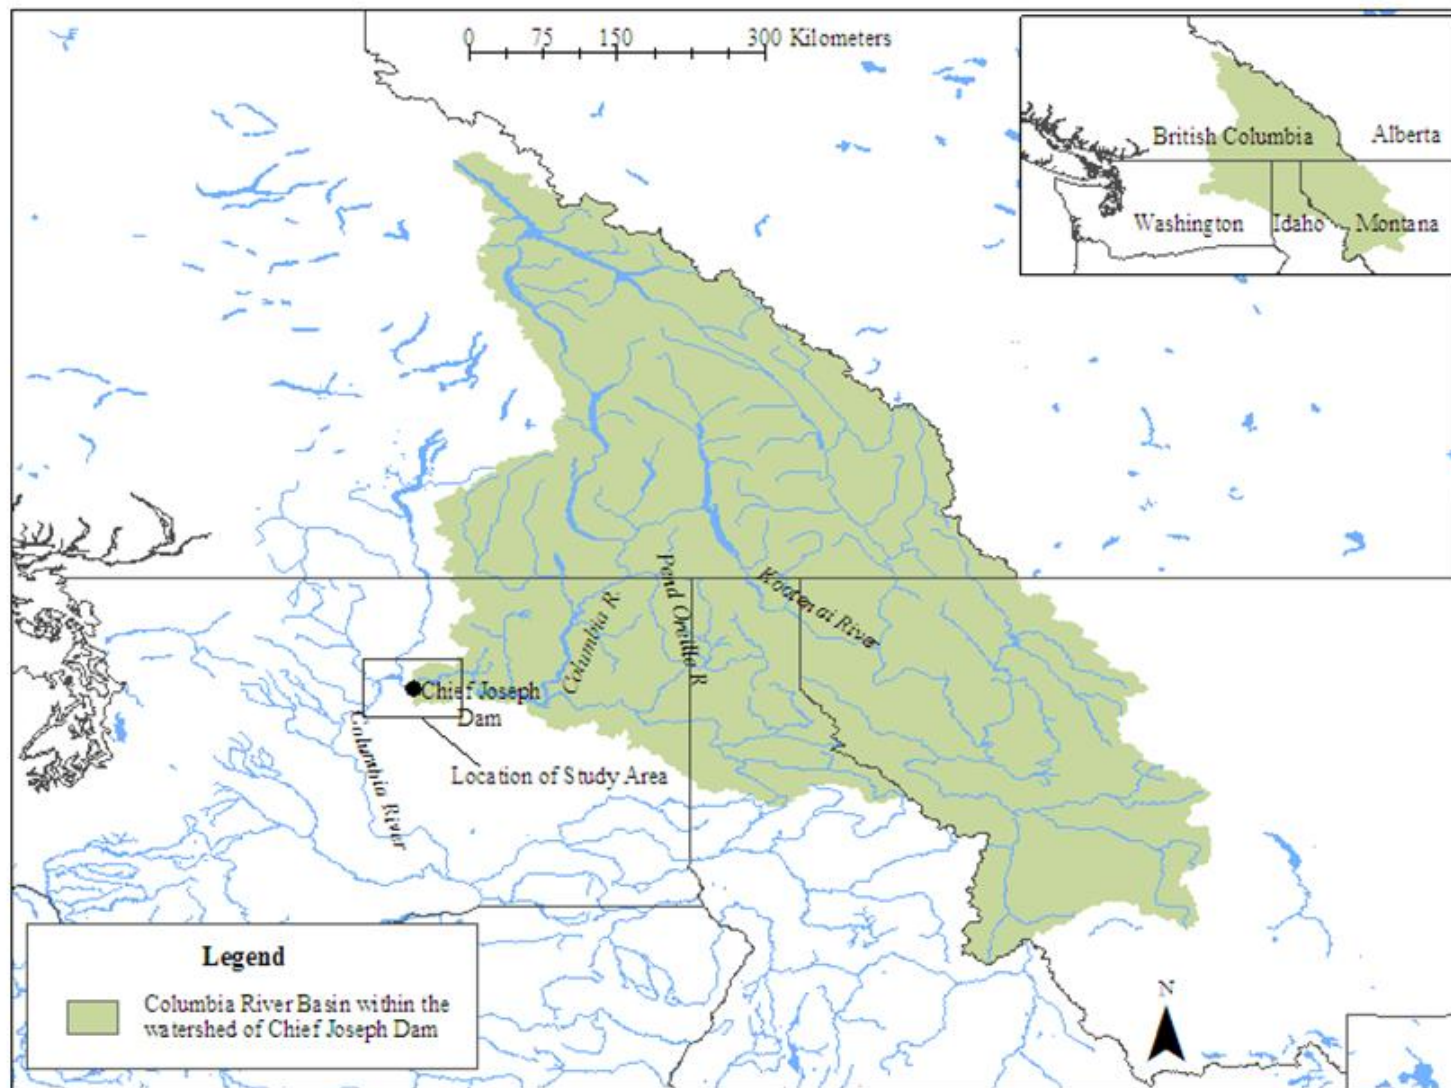 0 75 150 300 Kilometers
British Columbia
Alberta
Washington
Idaho
Montana
Pend Oreille R
Kootenai River
Columbia R.
Chief Joseph
Dam
Columbia River
Location of Study Area
Legend
Columbia River Basin within the
watershed of Chief Joseph Dam
N